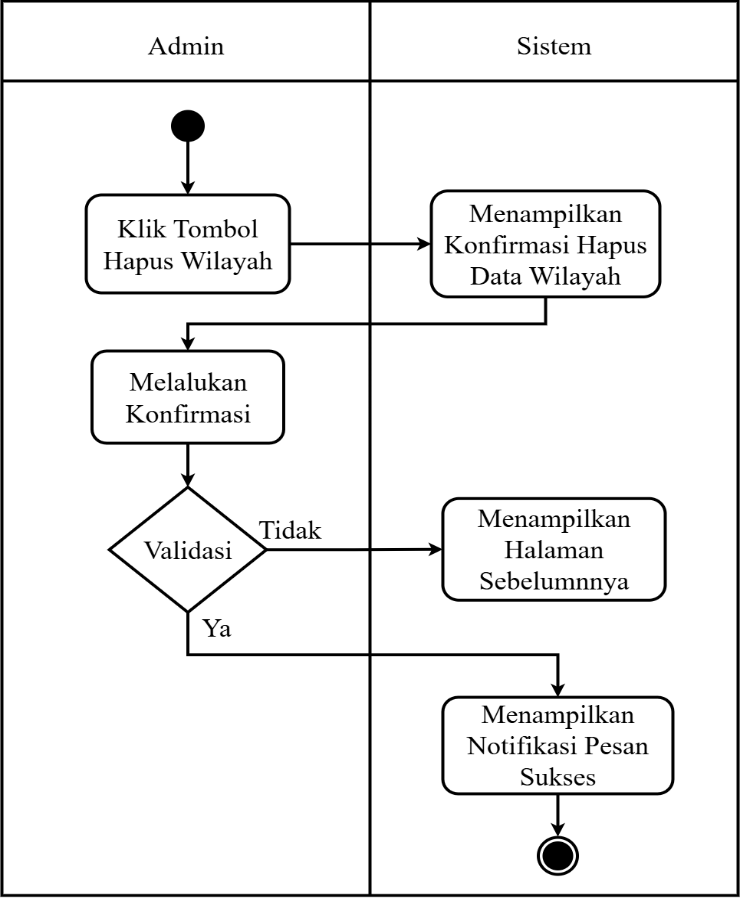 Admin
Sistem
Klik Tombol
Hapus Wilayah
Menampilkan
Konfirmasi Hapus
Data Wilayah
Melalukan
Konfirmasi
Validasi
Tidak
Menampilkan
Halaman
Sebelumnnya
Ya
Menampilkan
Notifikasi Pesan
Sukses